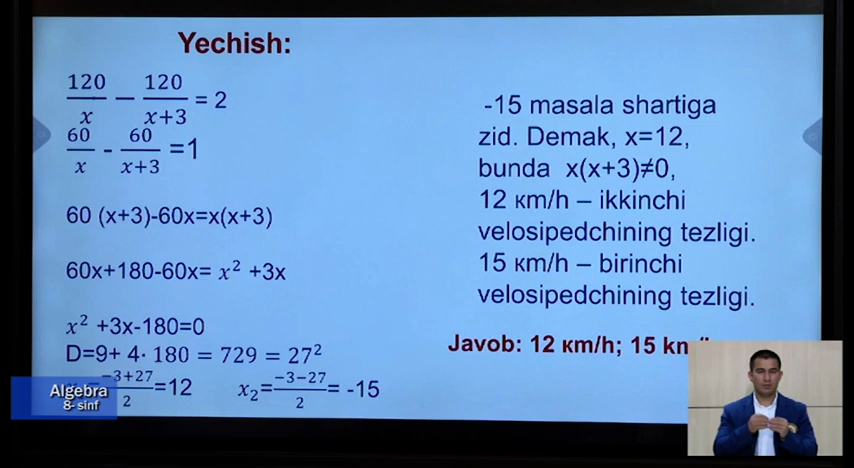 Yechish:
120/x − 120/(x+3) = 2
60/x - 60/(x+3) =1
60 (x+3)-60x=x(x+3)
60x+180-60x= x² +3x
x² +3x-180=0
D=9+ 4· 180 = 729 = 27²
=(−3+27)/2=12 x₂=(−3−27)/2= -15
-15 masala shartiga
zid. Demak, x=12,
bunda x(x+3)≠0,
12 кm/h – ikkinchi
velosipedchining tezligi.
15 кm/h – birinchi
velosipedchining tezligi.
Javob: 12 кm/h; 15
Algebra
8- sinf